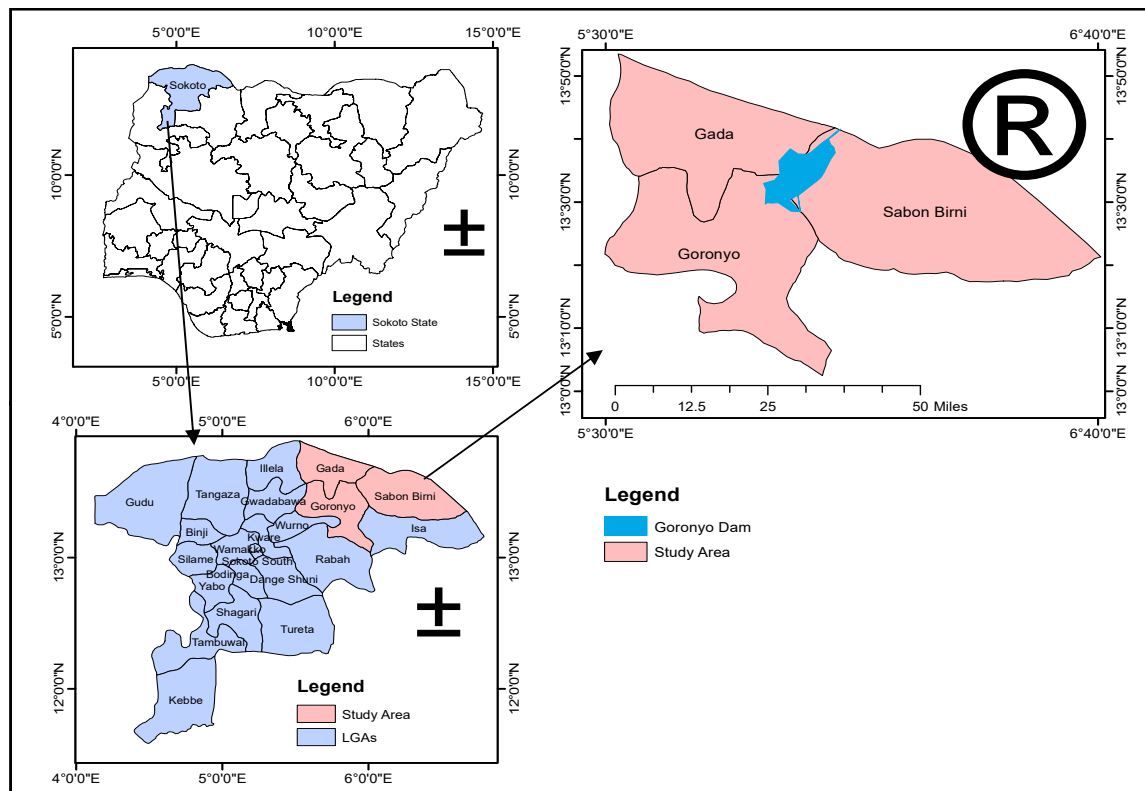 5°0'0"E 10°0'0"E 15°0'0"E
10°0'0"N
5°0'0"N
10°0'0"N
5°0'0"N
Sokoto
±
Legend
Sokoto State
States
5°0'0"E 10°0'0"E 15°0'0"E
5°30'0"E 6°40'0"E
13°50'0"N
13°30'0"N
13°10'0"N
13°0'0"N
13°50'0"N
13°30'0"N
13°10'0"N
13°0'0"N
®
Gada
Sabon Birni
Goronyo
0 12.5 25 50 Miles
5°30'0"E 6°40'0"E
Legend
Goronyo Dam
Study Area
4°0'0"E 5°0'0"E 6°0'0"E
13°0'0"N
12°0'0"N
13°0'0"N
12°0'0"N
Illela
Gada
Gudu
Tangaza
Sabon Birni
Gwadabawa
Goronyo
Wurno
Isa
Binji
Kware
Wamakko
Silame
Sokoto South
Rabah
Bodinga
Dange Shuni
Yabo
Shagari
Tureta
Tambuwal
Kebbe
±
Legend
Study Area
LGAs
4°0'0"E 5°0'0"E 6°0'0"E